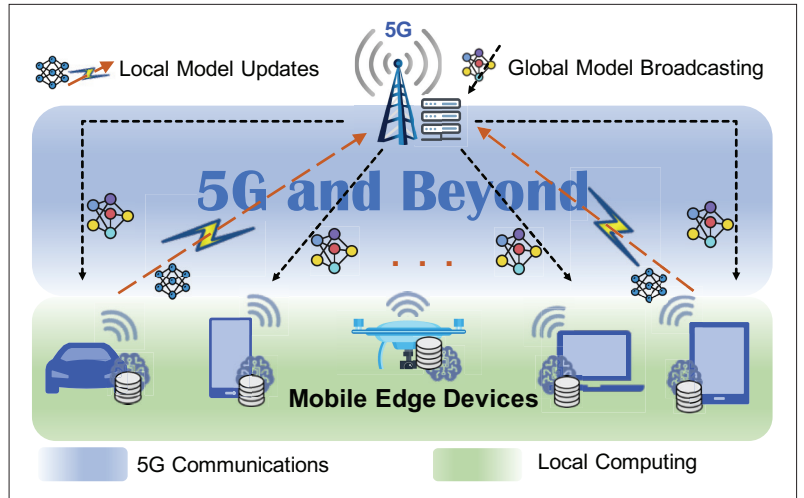 5G
Local Model Updates
Global Model Broadcasting
5G and Beyond
. . .
Mobile Edge Devices
5G Communications
Local Computing